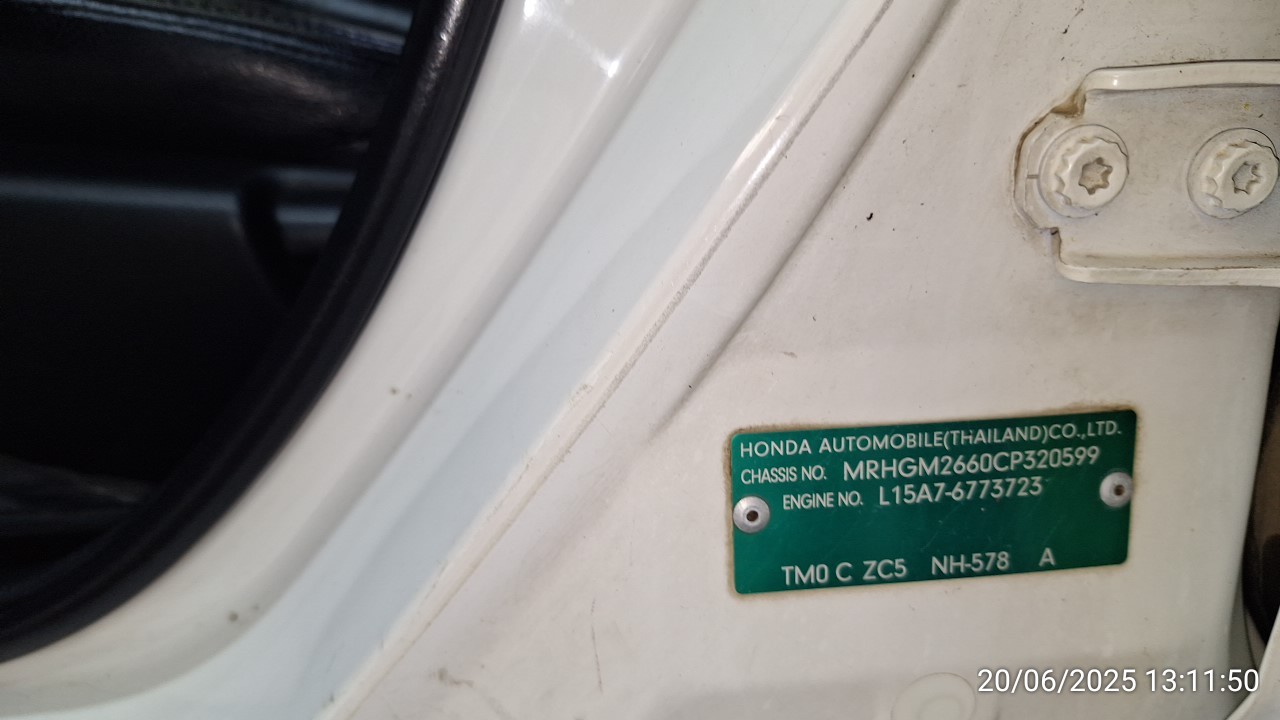 HONDA AUTOMOBILE(THAILAND)CO.,LTD.
CHASSIS NO. MRHGM2660CP320599
ENGINE NO. L15A7-6773723
TM0 C ZC5 NH-578 A
20/06/2025 13:11:50